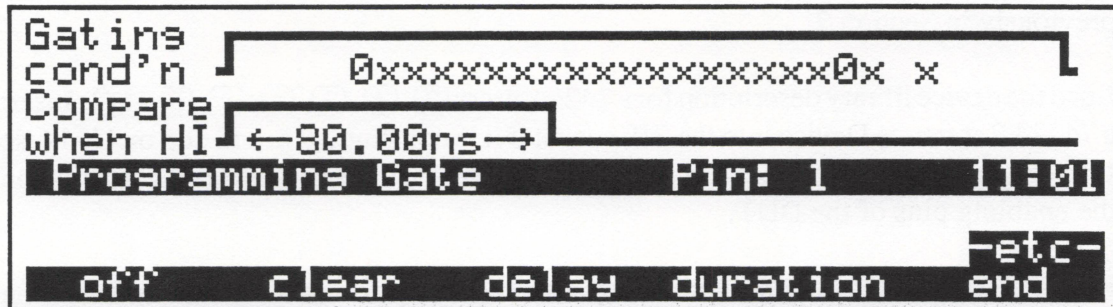 Gating
cond'n 0xxxxxxxxxxxxxxxxx0x x
Compare
when HI ←80.00ns→
Programming Gate Pin: 1 11:01
-etc-
off clear delay duration end